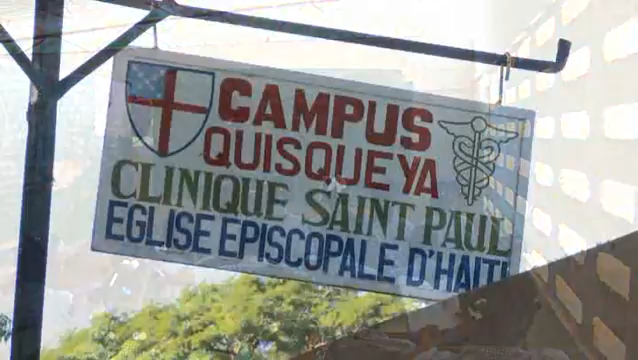 CAMPUS
QUISQUEYA
CLINIQUE SAINT PAUL
EGLISE EPISCOPALE D'HAITI